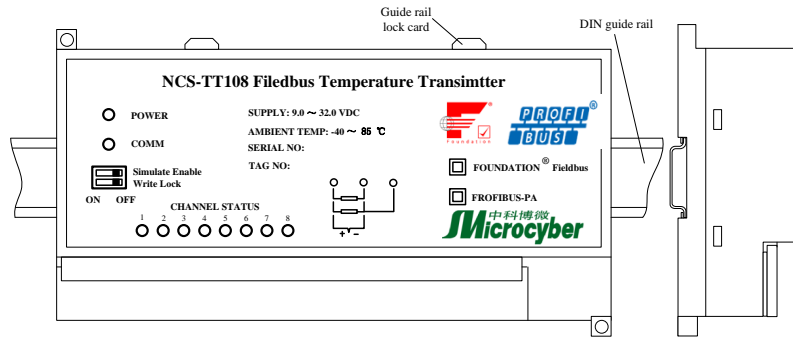 Guide rail
lock card
DIN guide rail
NCS-TT108 Filedbus Temperature Transimtter
POWER
SUPPLY: 9.0 ~ 32.0 VDC
COMM
AMBIENT TEMP: -40 ~ 85 ℃
SERIAL NO:
TAG NO:
Simulate Enable
Write Lock
ON OFF
CHANNEL STATUS
1 2 3 4 5 6 7 8
+ -
Foundation
PROFI®
BUS
FOUNDATION® Fieldbus
FROFIBUS-PA
中科博微
Microcyber